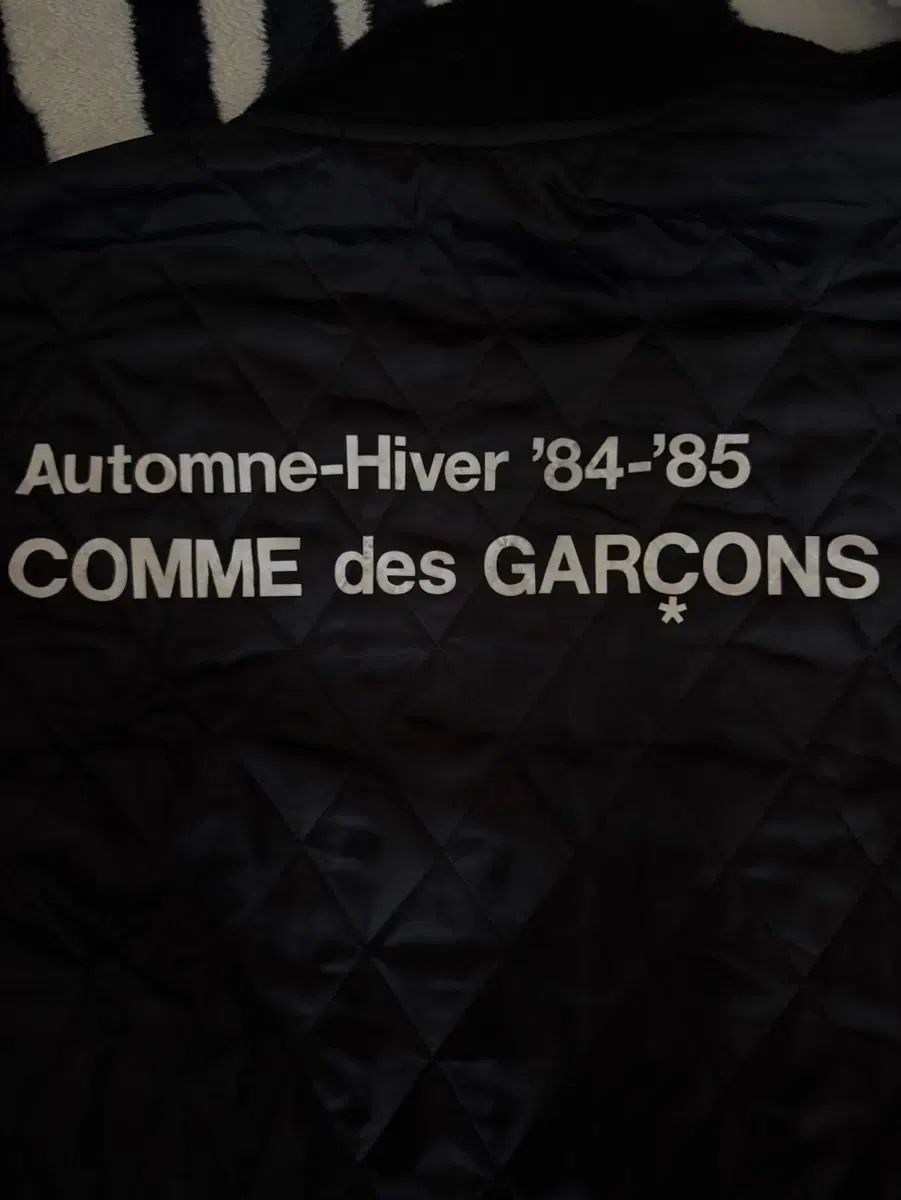 Automne-Hiver ’84-’85
COMME des GARÇONS
*